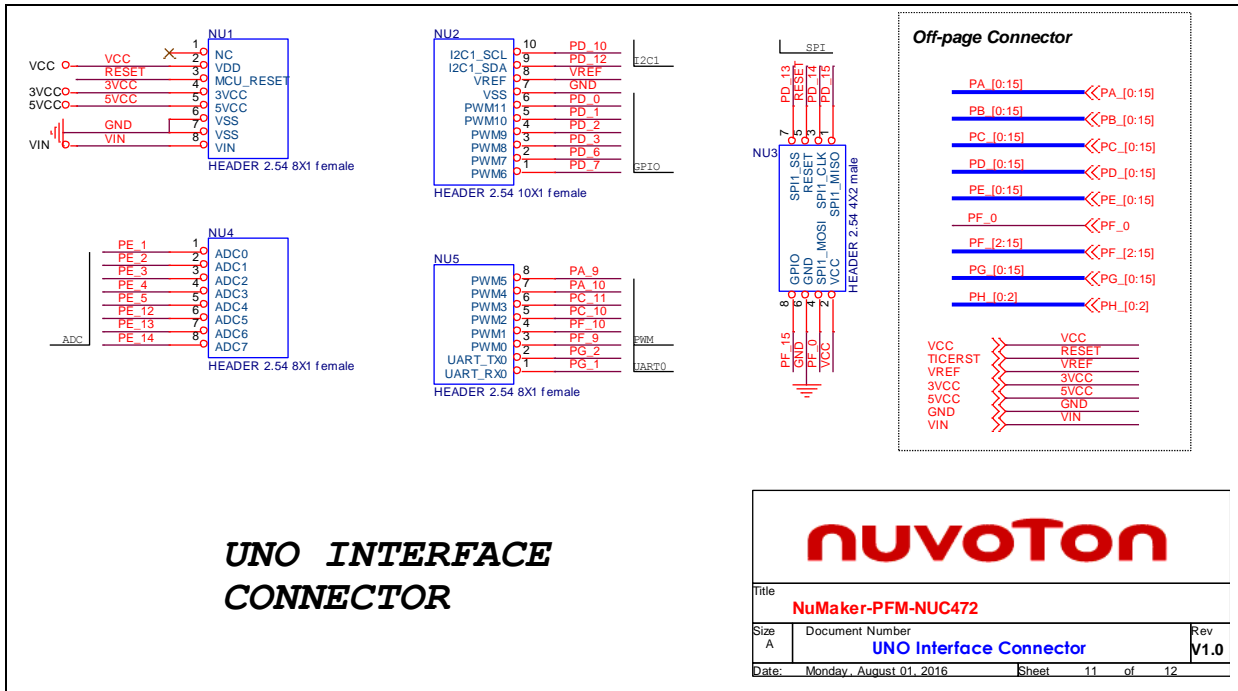 NU1
1 NC
VCC VCC 2 VDD
RESET 3 MCU_RESET
3VCC 3VCC 4 3VCC
5VCC 5VCC 5 5VCC
6 VSS
GND 7 VSS
VIN VIN 8 VIN
HEADER 2.54 8X1 female
NU2
I2C1_SCL 10 PD_10
I2C1_SDA 9 PD_12 I2C1
VREF 8 VREF
VSS 7 GND
PWM11 6 PD_0
PWM10 5 PD_1
PWM9 4 PD_2
PWM8 3 PD_3
PWM7 2 PD_6
PWM6 1 PD_7 GPIO
HEADER 2.54 10X1 female
SPI
PD_13 RESET PD_14 PD_15
7 5 3 1
NU3
SPI1_SS RESET SPI1_CLK SPI1_MISO
GPIO GND SPI1_MOSI VCC
HEADER 2.54 4X2 male
8 6 4 2
PF_15 GND PF_0 VCC
NU4
PE_1 1 ADC0
PE_2 2 ADC1
PE_3 3 ADC2
PE_4 4 ADC3
PE_5 5 ADC4
PE_12 6 ADC5
PE_13 7 ADC6
ADC PE_14 8 ADC7
HEADER 2.54 8X1 female
NU5
PWM5 8 PA_9
PWM4 7 PA_10
PWM3 6 PC_11
PWM2 5 PC_10
PWM1 4 PF_10
PWM0 3 PF_9 PWM
UART_TX0 2 PG_2
UART_RX0 1 PG_1 UART0
HEADER 2.54 8X1 female
Off-page Connector
PA_[0:15] PA_[0:15]
PB_[0:15] PB_[0:15]
PC_[0:15] PC_[0:15]
PD_[0:15] PD_[0:15]
PE_[0:15] PE_[0:15]
PF_0 PF_0
PF_[2:15] PF_[2:15]
PG_[0:15] PG_[0:15]
PH_[0:2] PH_[0:2]
VCC VCC
TICERST RESET
VREF VREF
3VCC 3VCC
5VCC 5VCC
GND GND
VIN VIN
UNO INTERFACE
CONNECTOR
nuvoTon
Title
NuMaker-PFM-NUC472
Size Document Number Rev
A UNO Interface Connector V1.0
Date: Monday, August 01, 2016 Sheet 11 of 12